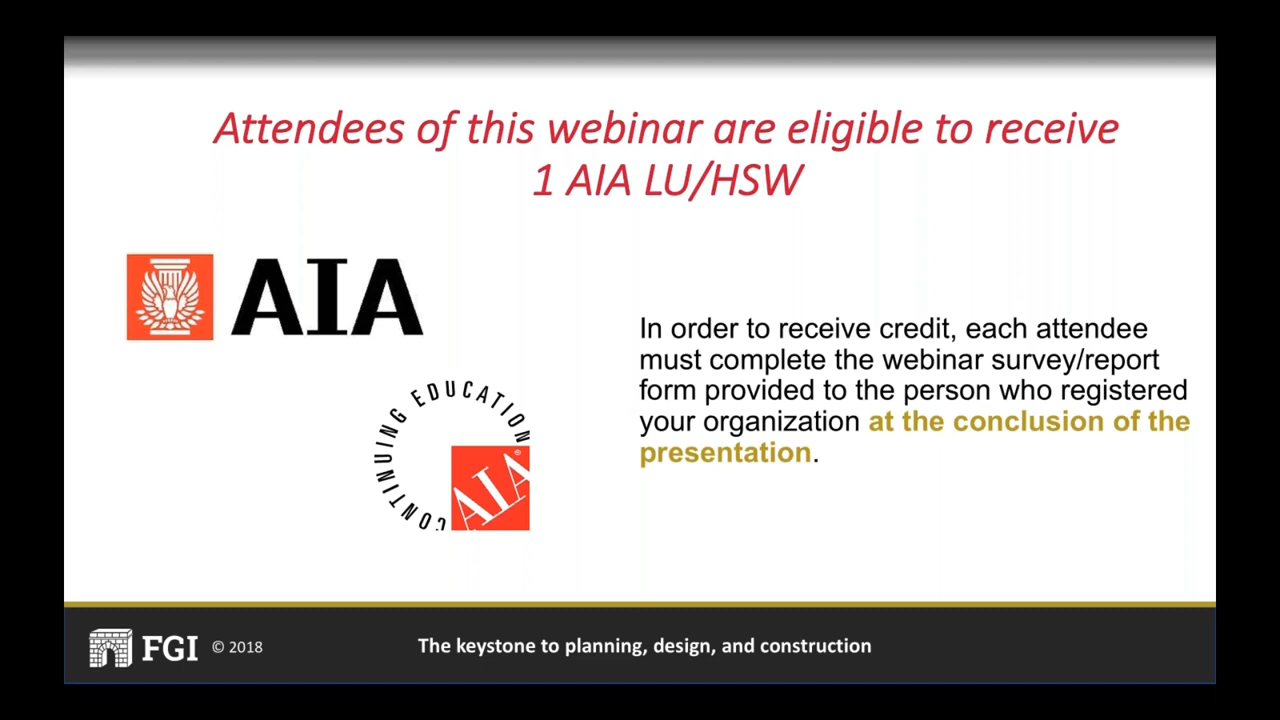 Attendees of this webinar are eligible to receive
1 AIA LU/HSW
AIA
In order to receive credit, each attendee
must complete the webinar survey/report
form provided to the person who registered
your organization at the conclusion of the
presentation.
CONTINUING EDUCATION
AIA®
FGI © 2018
The keystone to planning, design, and construction